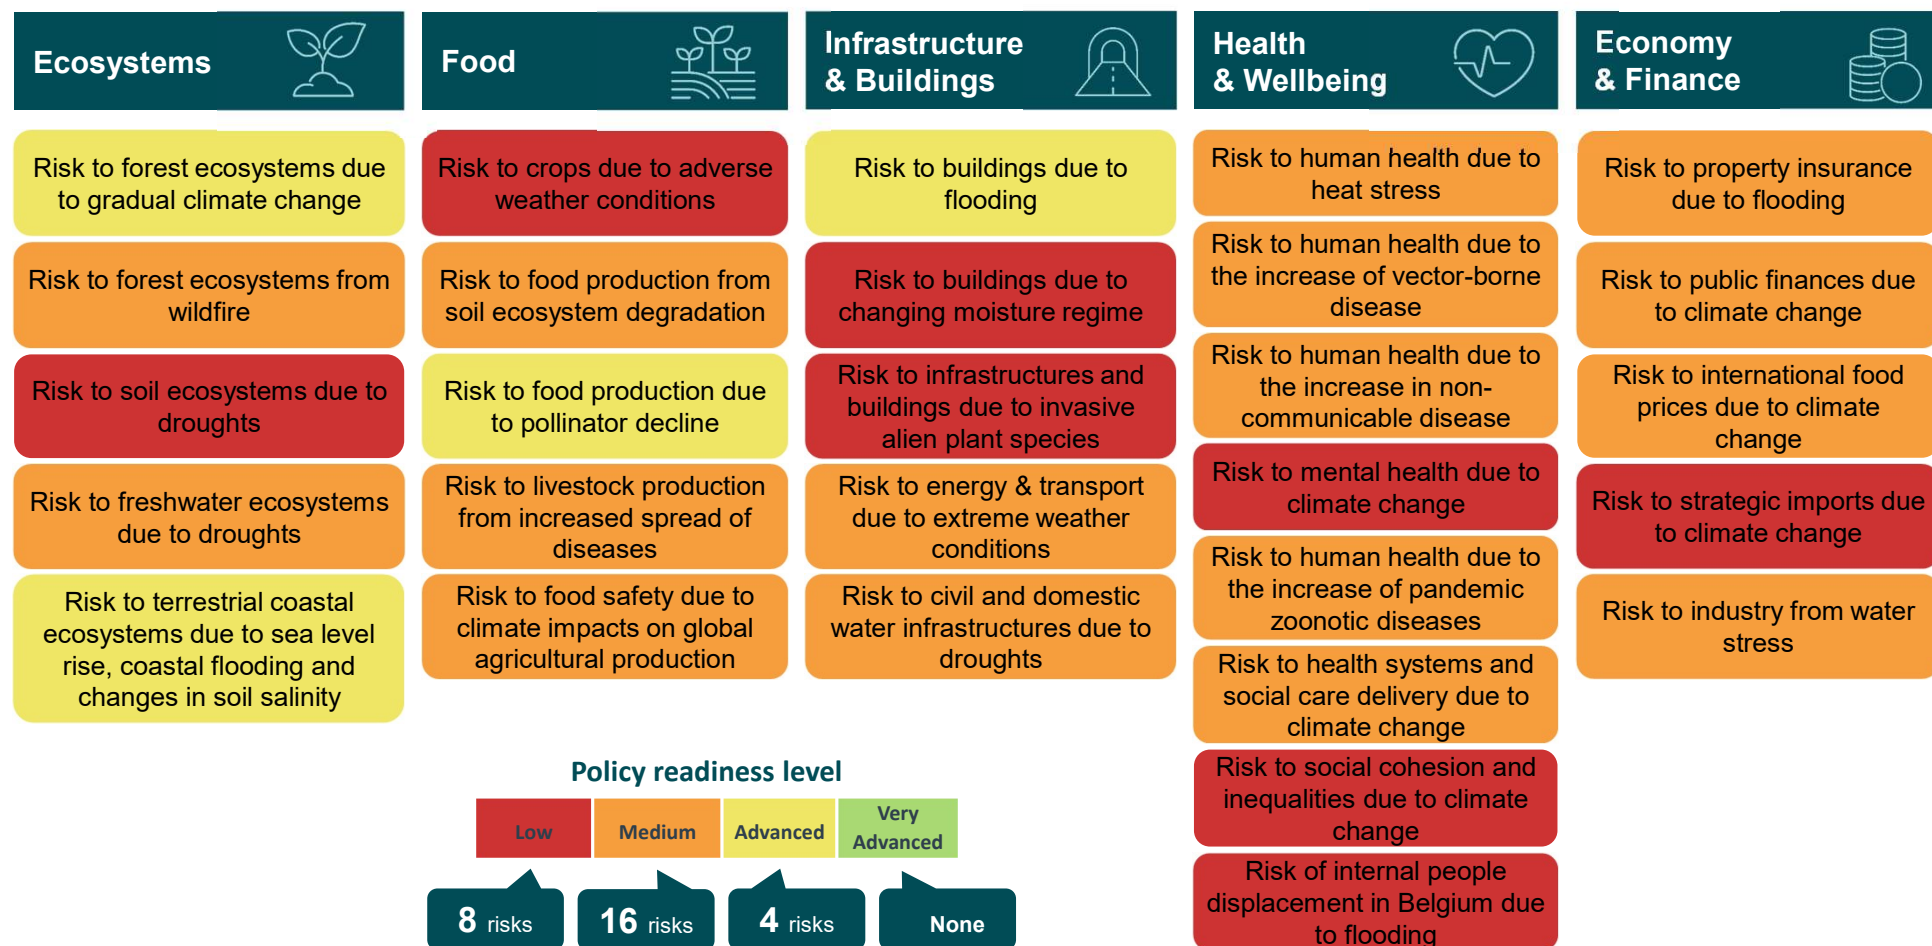 Ecosystems
Risk to forest ecosystems due
to gradual climate change
Risk to forest ecosystems from
wildfire
Risk to soil ecosystems due to
droughts
Risk to freshwater ecosystems
due to droughts
Risk to terrestrial coastal
ecosystems due to sea level
rise, coastal flooding and
changes in soil salinity
Food
Risk to crops due to adverse
weather conditions
Risk to food production from
soil ecosystem degradation
Risk to food production due
to pollinator decline
Risk to livestock production
from increased spread of
diseases
Risk to food safety due to
climate impacts on global
agricultural production
Infrastructure
& Buildings
Risk to buildings due to
flooding
Risk to buildings due to
changing moisture regime
Risk to infrastructures and
buildings due to invasive
alien plant species
Risk to energy & transport
due to extreme weather
conditions
Risk to civil and domestic
water infrastructures due to
droughts
Health
& Wellbeing
Risk to human health due to
heat stress
Risk to human health due to
the increase of vector-borne
disease
Risk to human health due to
the increase in non-
communicable disease
Risk to mental health due to
climate change
Risk to human health due to
the increase of pandemic
zoonotic diseases
Risk to health systems and
social care delivery due to
climate change
Risk to social cohesion and
inequalities due to climate
change
Risk of internal people
displacement in Belgium due
to flooding
Economy
& Finance
Risk to property insurance
due to flooding
Risk to public finances due
to climate change
Risk to international food
prices due to climate
change
Risk to strategic imports due
to climate change
Risk to industry from water
stress
Policy readiness level
Low
Medium
Advanced
Very
Advanced
8 risks
16 risks
4 risks
None